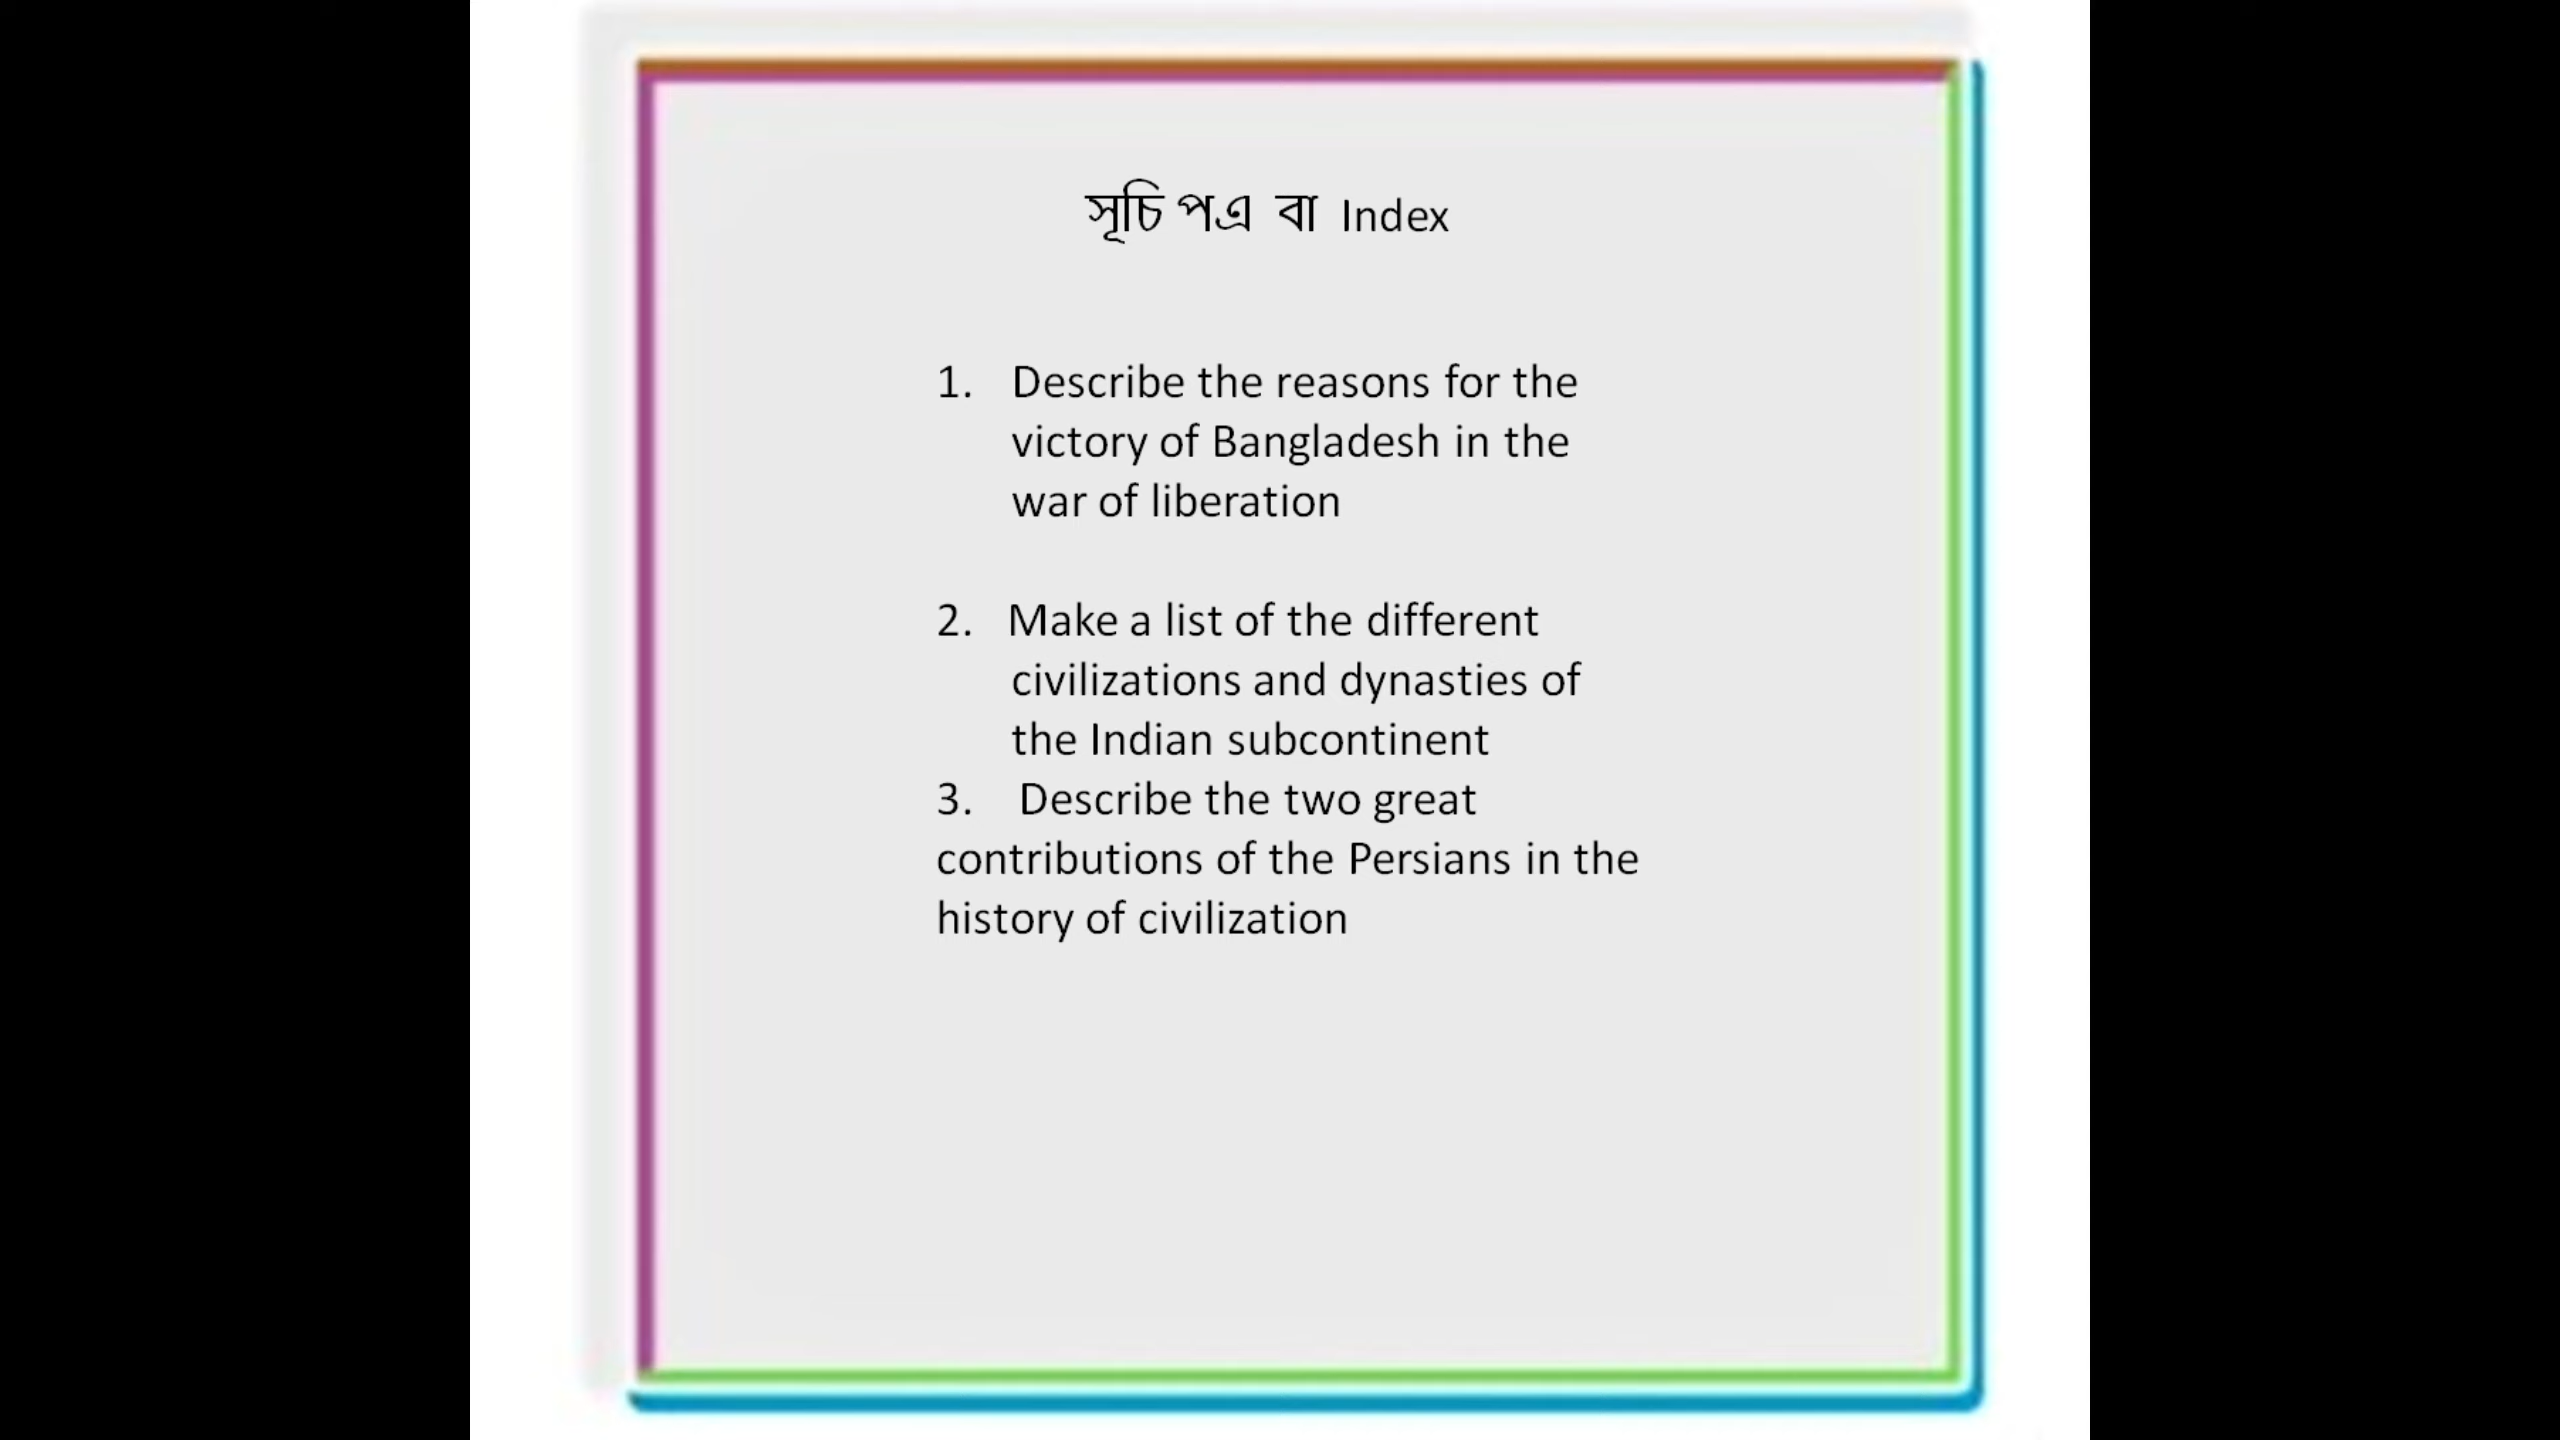 সূচি পএ বা Index
1. Describe the reasons for the
victory of Bangladesh in the
war of liberation
2. Make a list of the different
civilizations and dynasties of
the Indian subcontinent
3. Describe the two great
contributions of the Persians in the
history of civilization